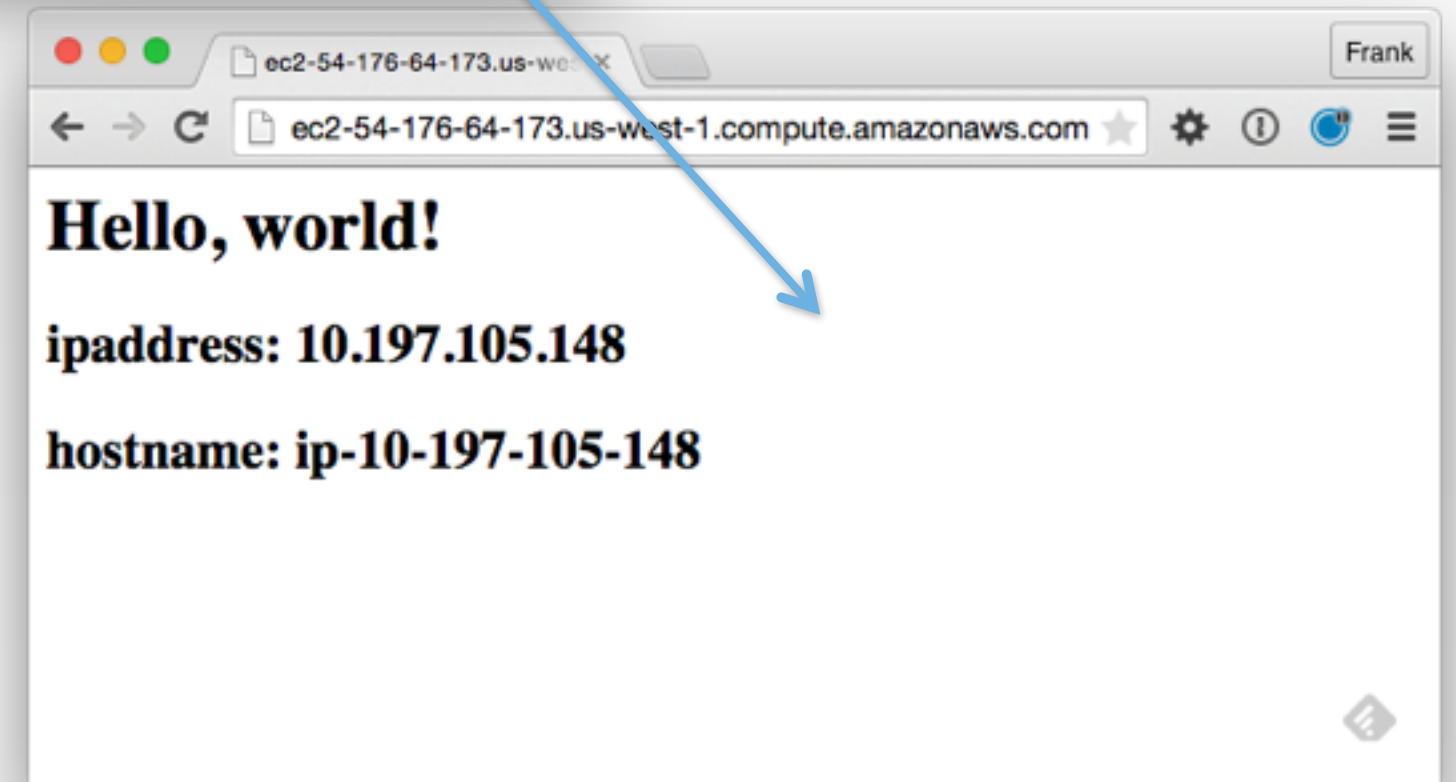 ec2-54-176-64-173.us-wes
Frank
ec2-54-176-64-173.us-west-1.compute.amazonaws.com
Hello, world!
ipaddress: 10.197.105.148
hostname: ip-10-197-105-148